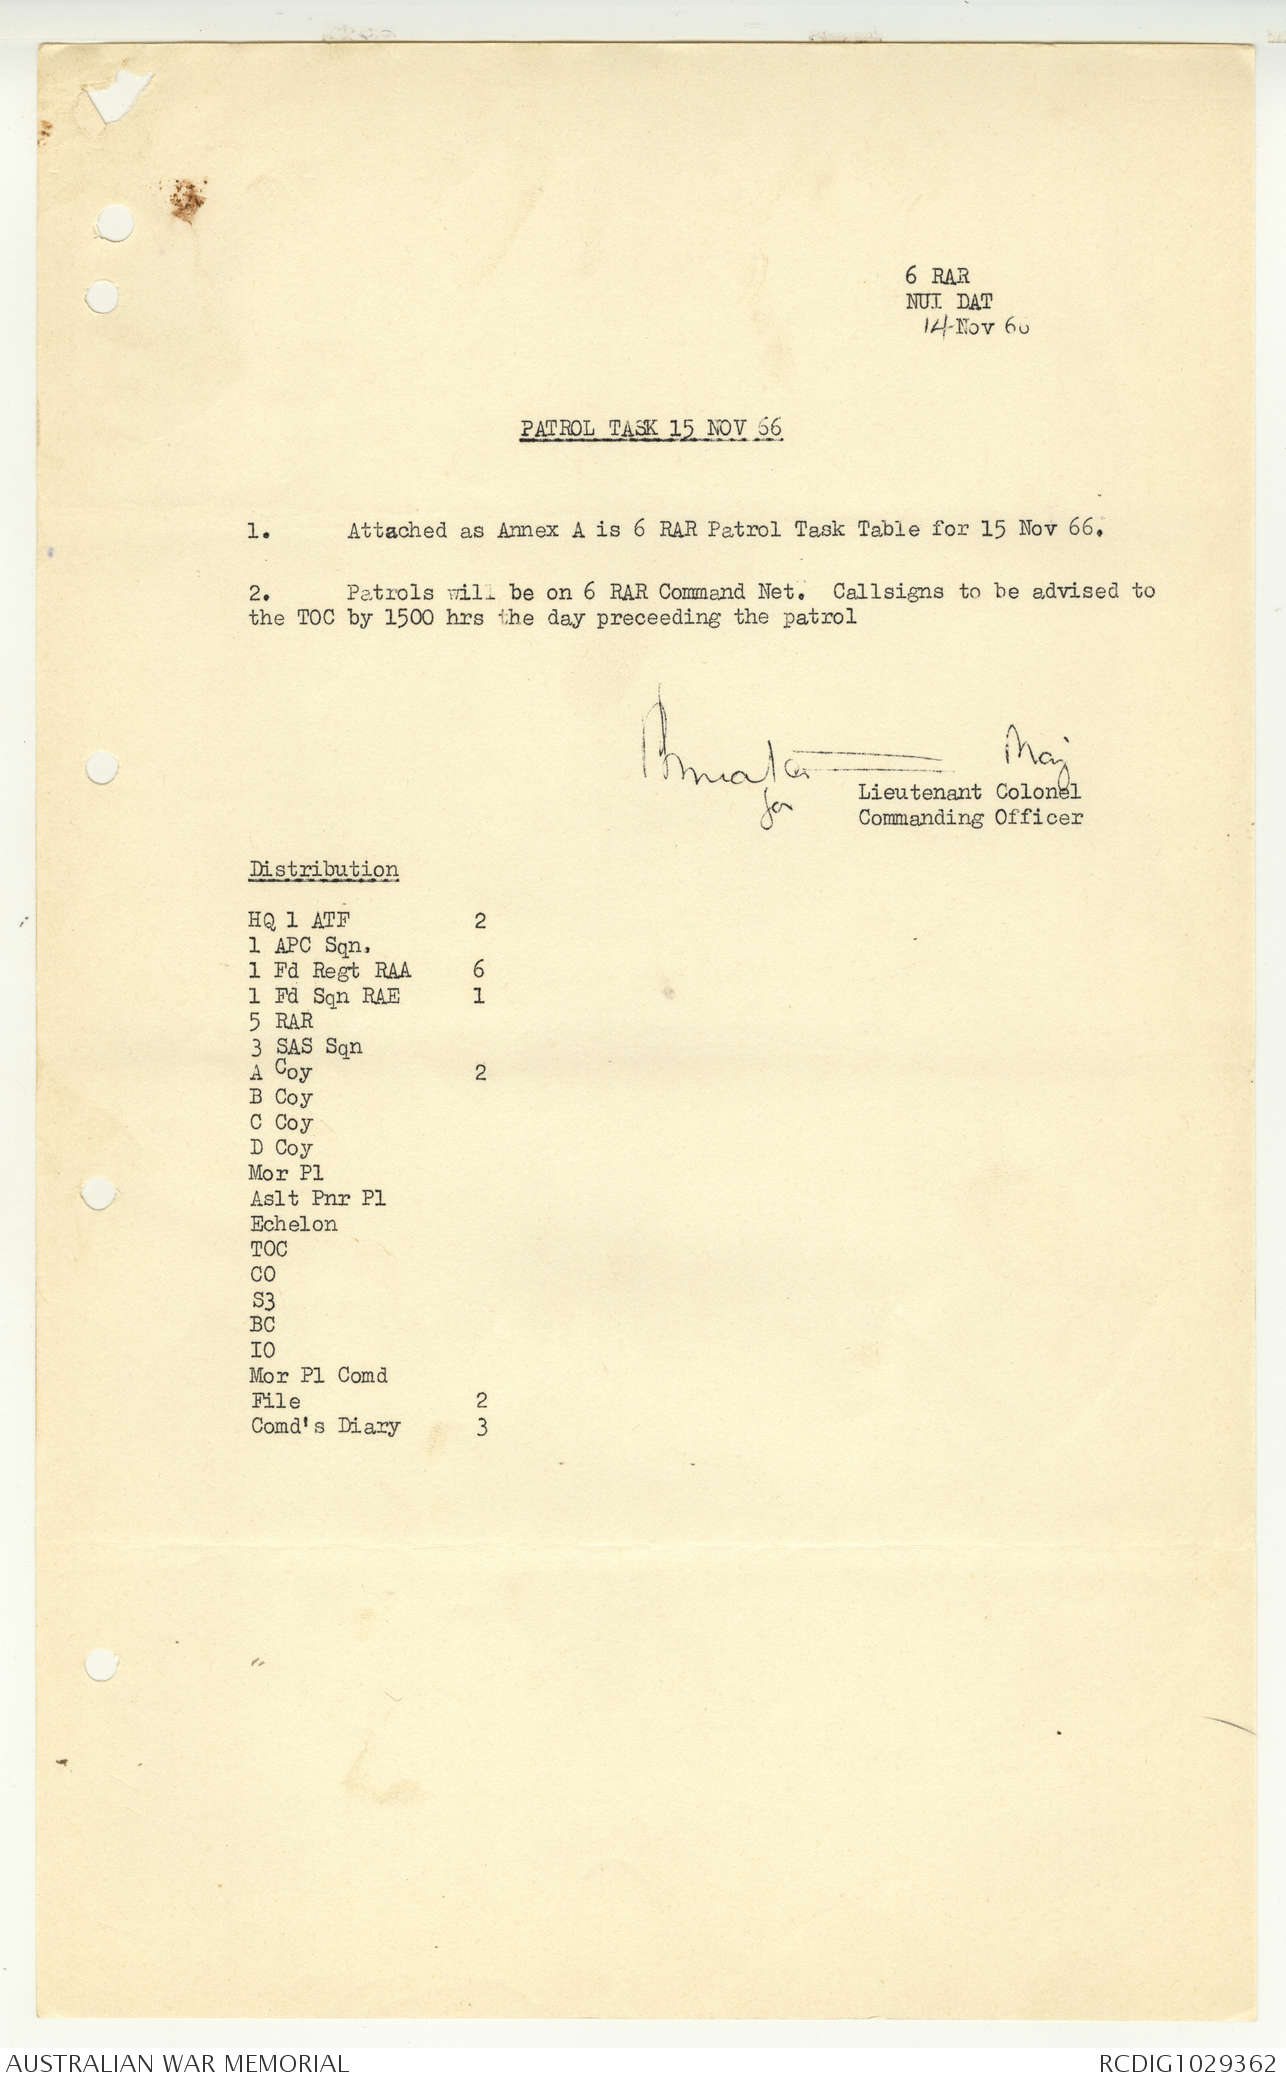 6 RAR
NUI DAT
14 Nov 66
PATROL TASK 15 NOV 66
1. Attached as Annex A is 6 RAR Patrol Task Table for 15 Nov 66.
2. Patrols will be on 6 RAR Command Net. Callsigns to be advised to
the TOC by 1500 hrs the day preceeding the patrol
Maj
for
Lieutenant Colonel
Commanding Officer
Distribution
HQ 1 ATF 2
1 APC Sqn.
1 Fd Regt RAA 6
1 Fd Sqn RAE 1
5 RAR
3 SAS Sqn
A Coy 2
B Coy
C Coy
D Coy
Mor Pl
Aslt Pnr Pl
Echelon
TOC
CO
S3
BC
IO
Mor Pl Comd
File 2
Comd's Diary 3
AUSTRALIAN WAR MEMORIAL
RCDIG1029362